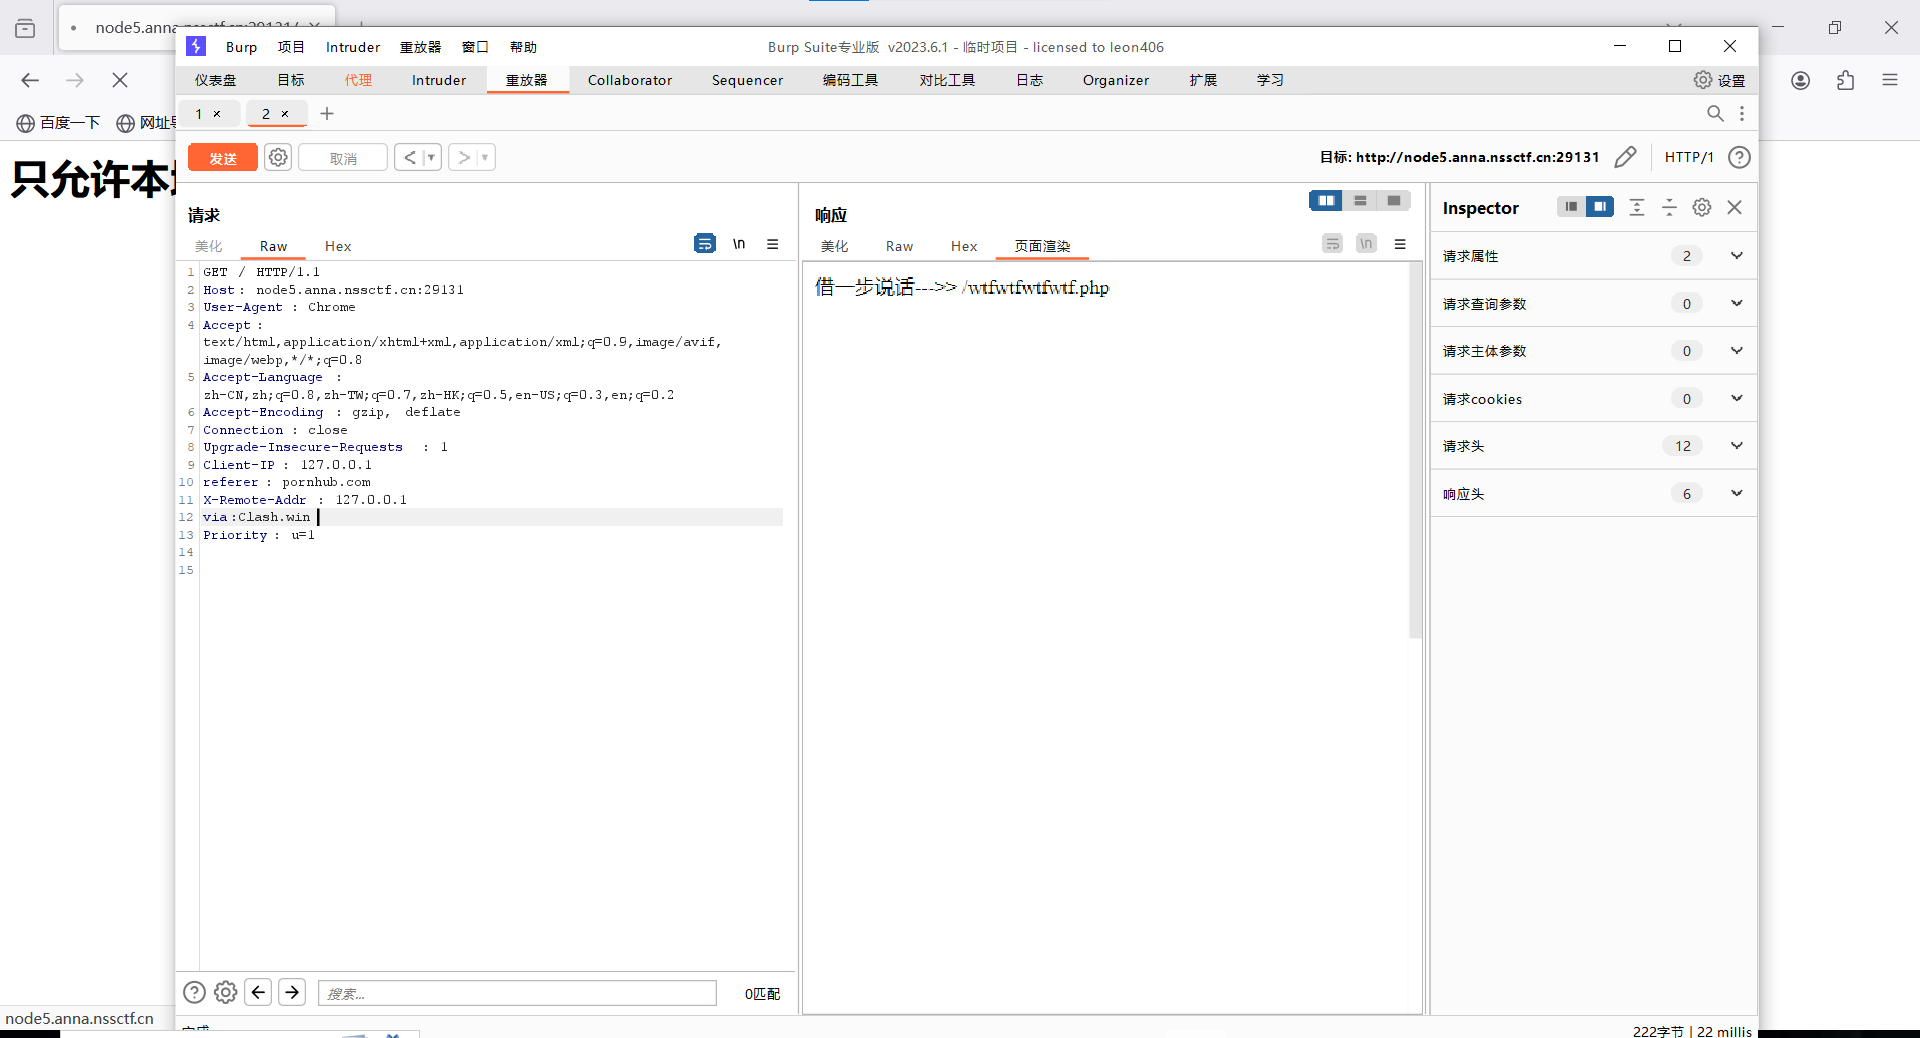 node5.anna.nssctf.cn:29131/
Burp 项目 Intruder 重放器 窗口 帮助
Burp Suite专业版 v2023.6.1 - 临时项目 - licensed to leon406
仪表盘 目标 代理 Intruder 重放器 Collaborator Sequencer 编码工具 对比工具 日志 Organizer 扩展 学习 设置
百度一下 网址
1 × 2 × +
发送 取消 < >
目标: http://node5.anna.nssctf.cn:29131 HTTP/1
只允许本
请求
美化 Raw Hex \n
1 GET / HTTP/1.1
2 Host: node5.anna.nssctf.cn:29131
3 User-Agent : Chrome
4 Accept :
text/html,application/xhtml+xml,application/xml;q=0.9,image/avif,
image/webp,*/*;q=0.8
5 Accept-Language :
zh-CN,zh;q=0.8,zh-TW;q=0.7,zh-HK;q=0.5,en-US;q=0.3,en;q=0.2
6 Accept-Encoding : gzip, deflate
7 Connection : close
8 Upgrade-Insecure-Requests : 1
9 Client-IP : 127.0.0.1
10 referer : pornhub.com
11 X-Remote-Addr : 127.0.0.1
12 via :Clash.win
13 Priority : u=1
14
15
搜索... 0匹配
响应
美化 Raw Hex 页面渲染 \n
借一步说话--->> /wtfwtfwtfwtf.php
Inspector
请求属性 2
请求查询参数 0
请求主体参数 0
请求cookies 0
请求头 12
响应头 6
node5.anna.nssctf.cn
完成
222字节 | 22 millis